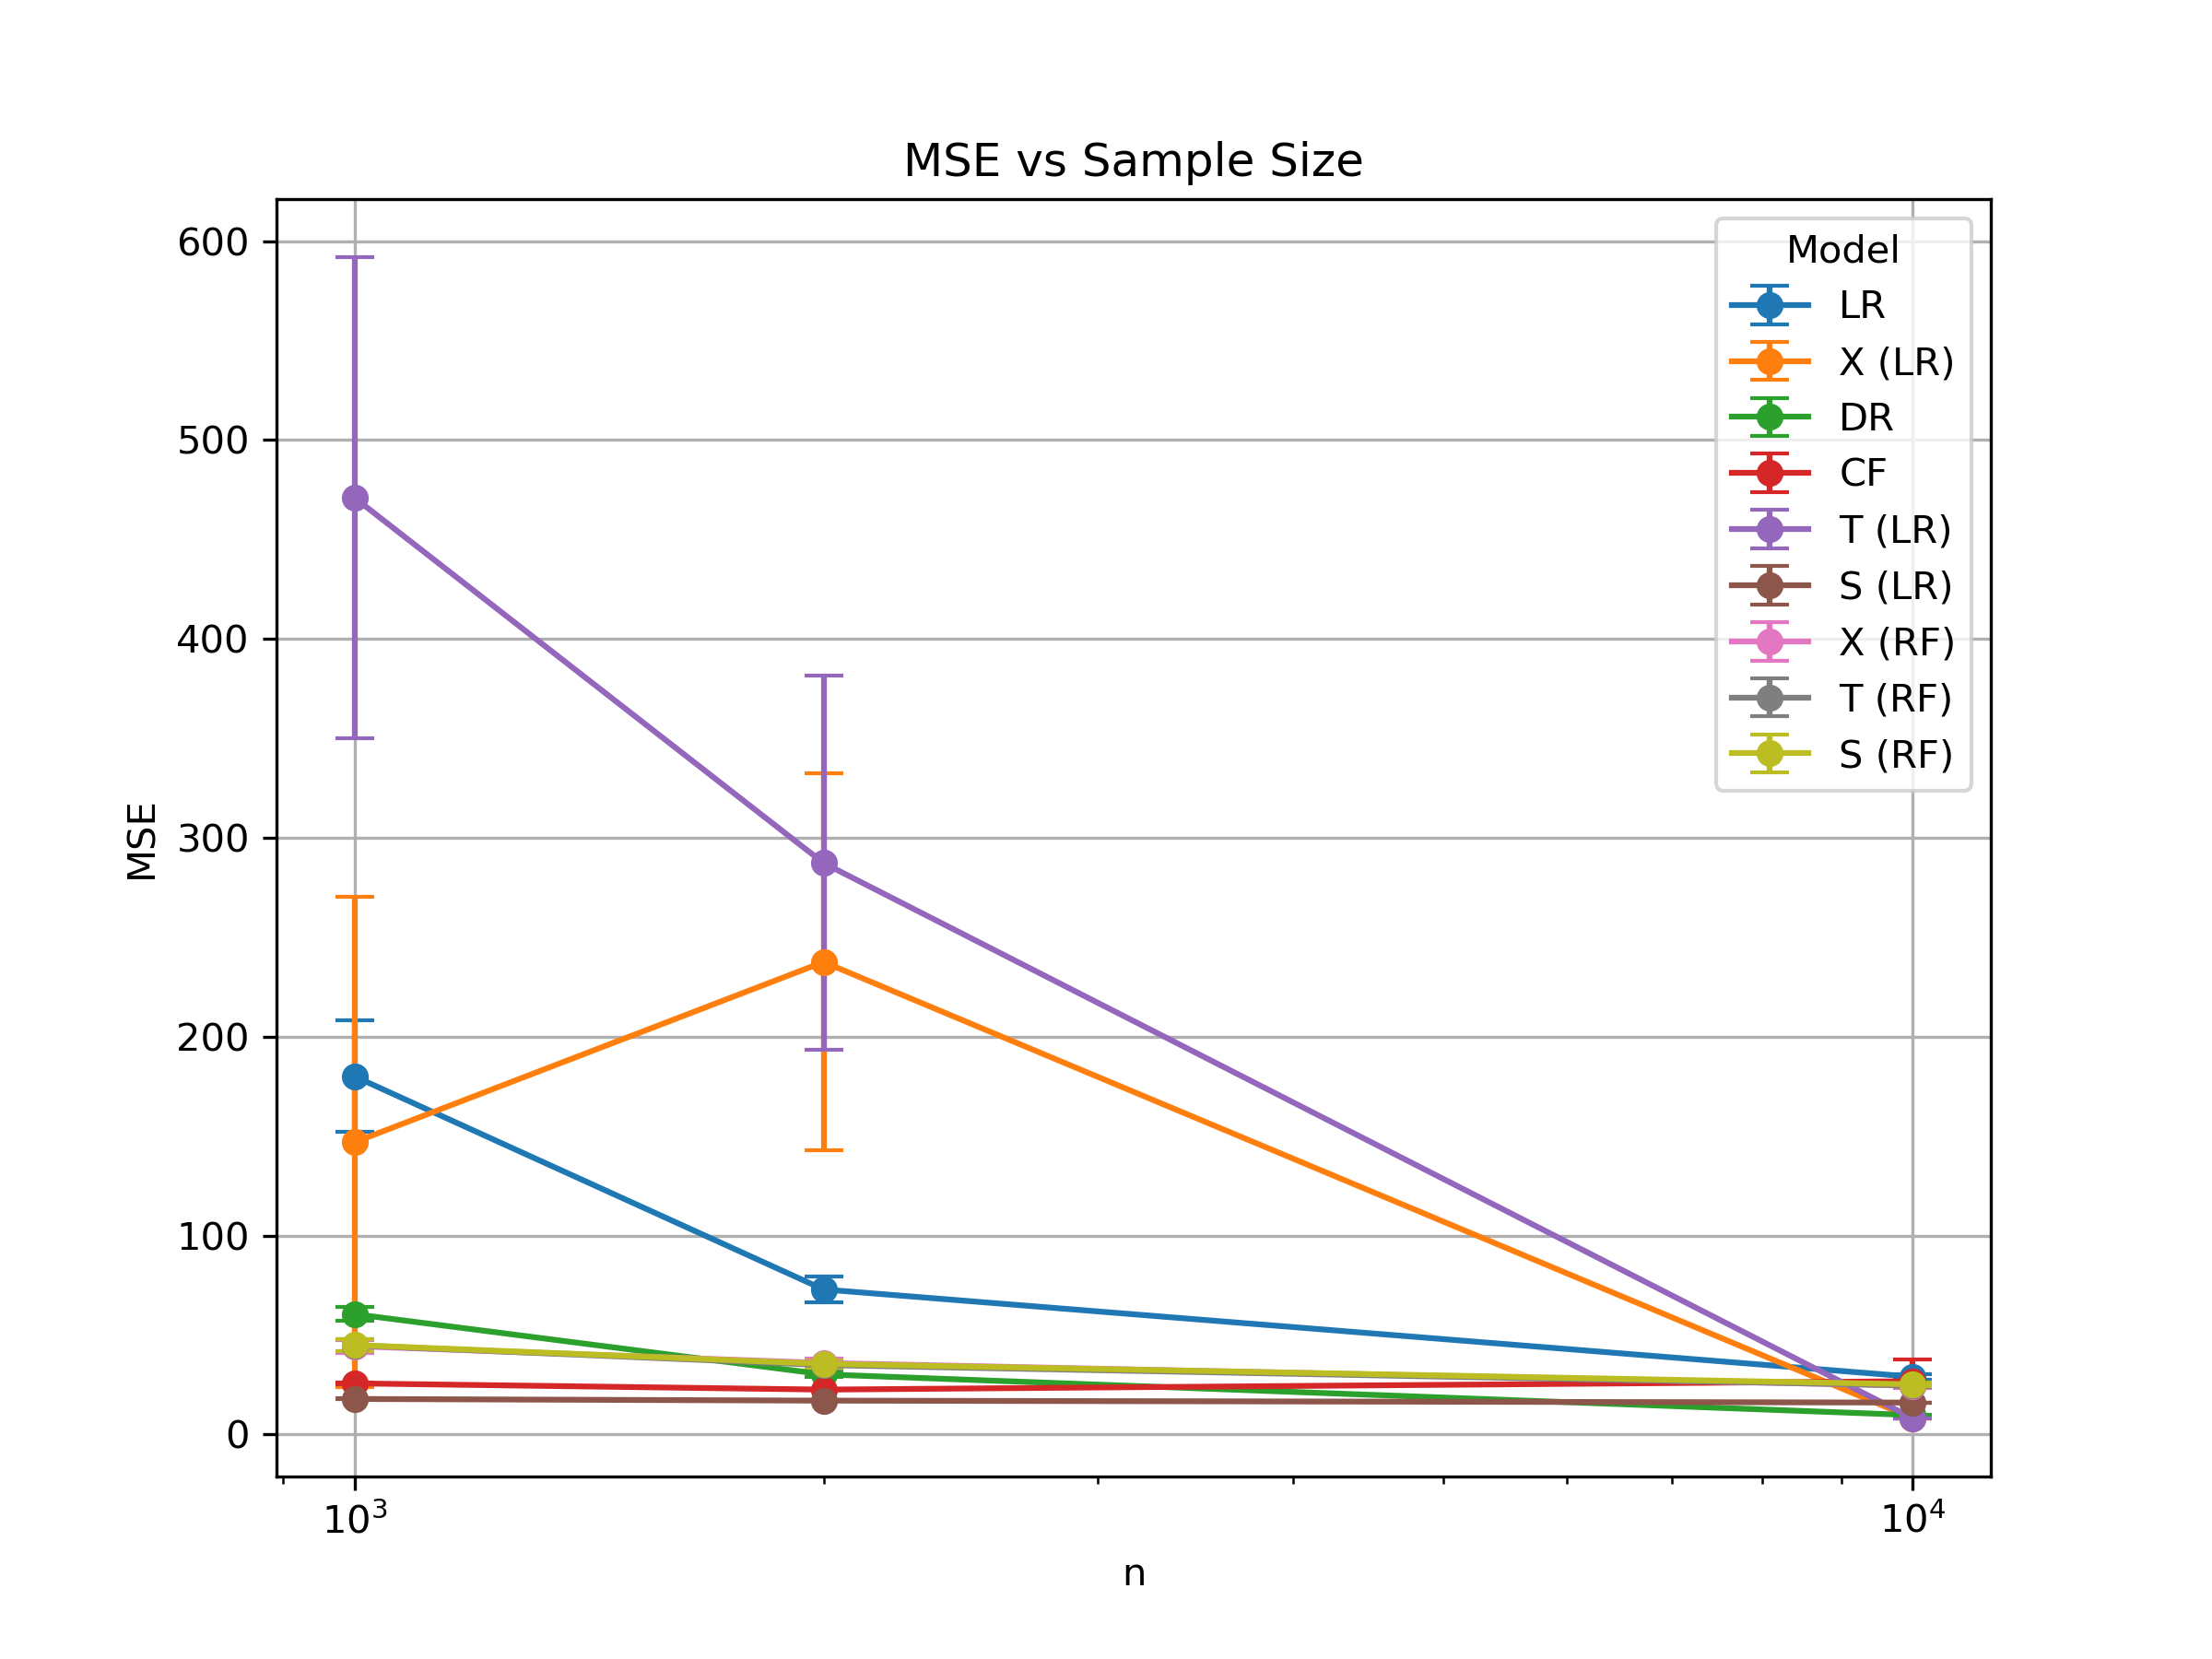 MSE vs Sample Size
600
500
400
300
200
100
0
MSE
10³
10⁴
n
Model
LR
X (LR)
DR
CF
T (LR)
S (LR)
X (RF)
T (RF)
S (RF)